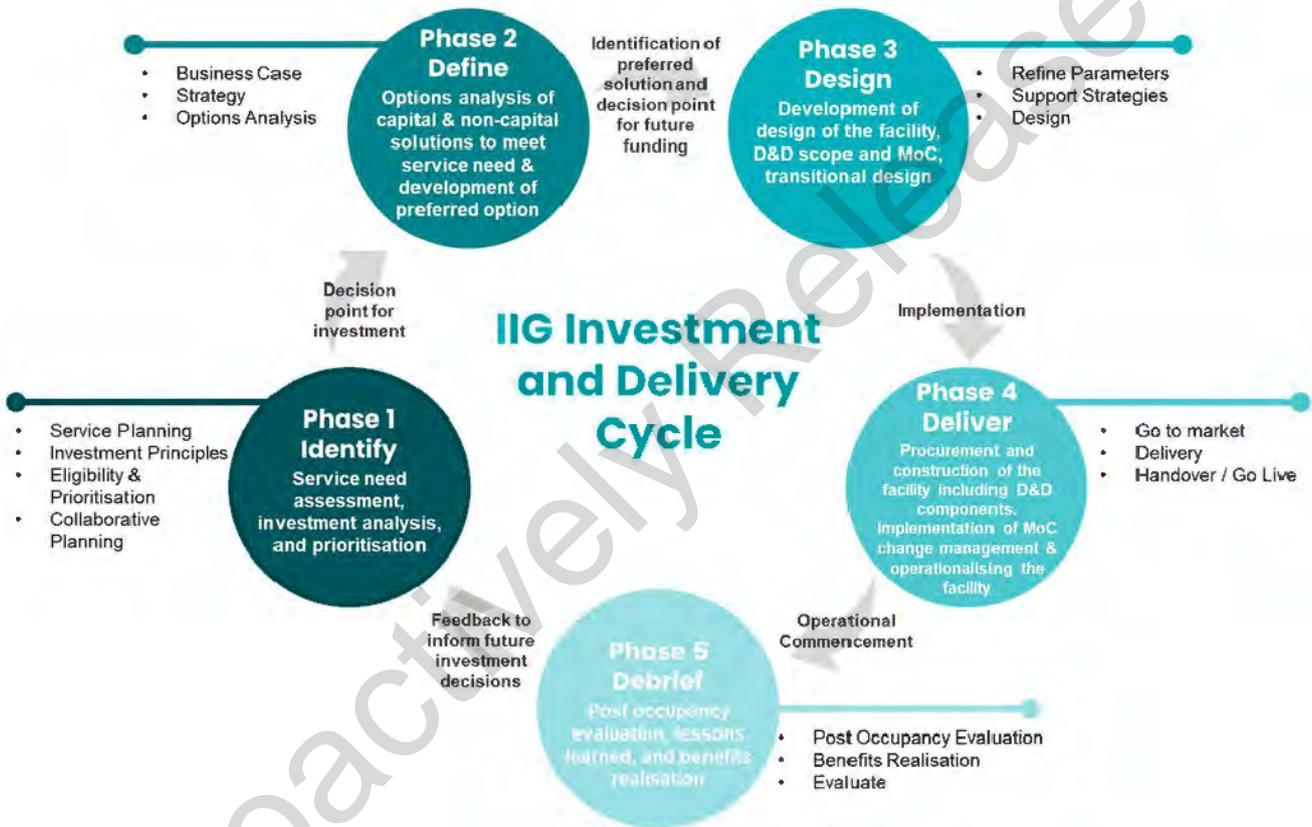 Phase 2
Define
Options analysis of
capital & non-capital
solutions to meet
service need &
development of
preferred option
• Business Case
• Strategy
• Options Analysis
Identification of
preferred
solution and
decision point
for future
funding
Phase 3
Design
Development of
design of the facility,
D&D scope and MoC,
transitional design
• Refine Parameters
• Support Strategies
• Design
Decision
point for
investment
IIG Investment
and Delivery
Cycle
Implementation
Phase 1
Identify
Service need
assessment,
investment analysis,
and prioritisation
• Service Planning
• Investment Principles
• Eligibility &
Prioritisation
• Collaborative
Planning
Phase 4
Deliver
Procurement and
construction of the
facility including D&D
components.
Implementation of MoC
change management &
operationalising the
facility
• Go to market
• Delivery
• Handover / Go Live
Feedback to
inform future
investment
decisions
Operational
Commencement
Phase 5
Debrief
Post occupancy
evaluation, lessons
learned, and benefits
realisation
• Post Occupancy Evaluation
• Benefits Realisation
• Evaluate
oactively Release